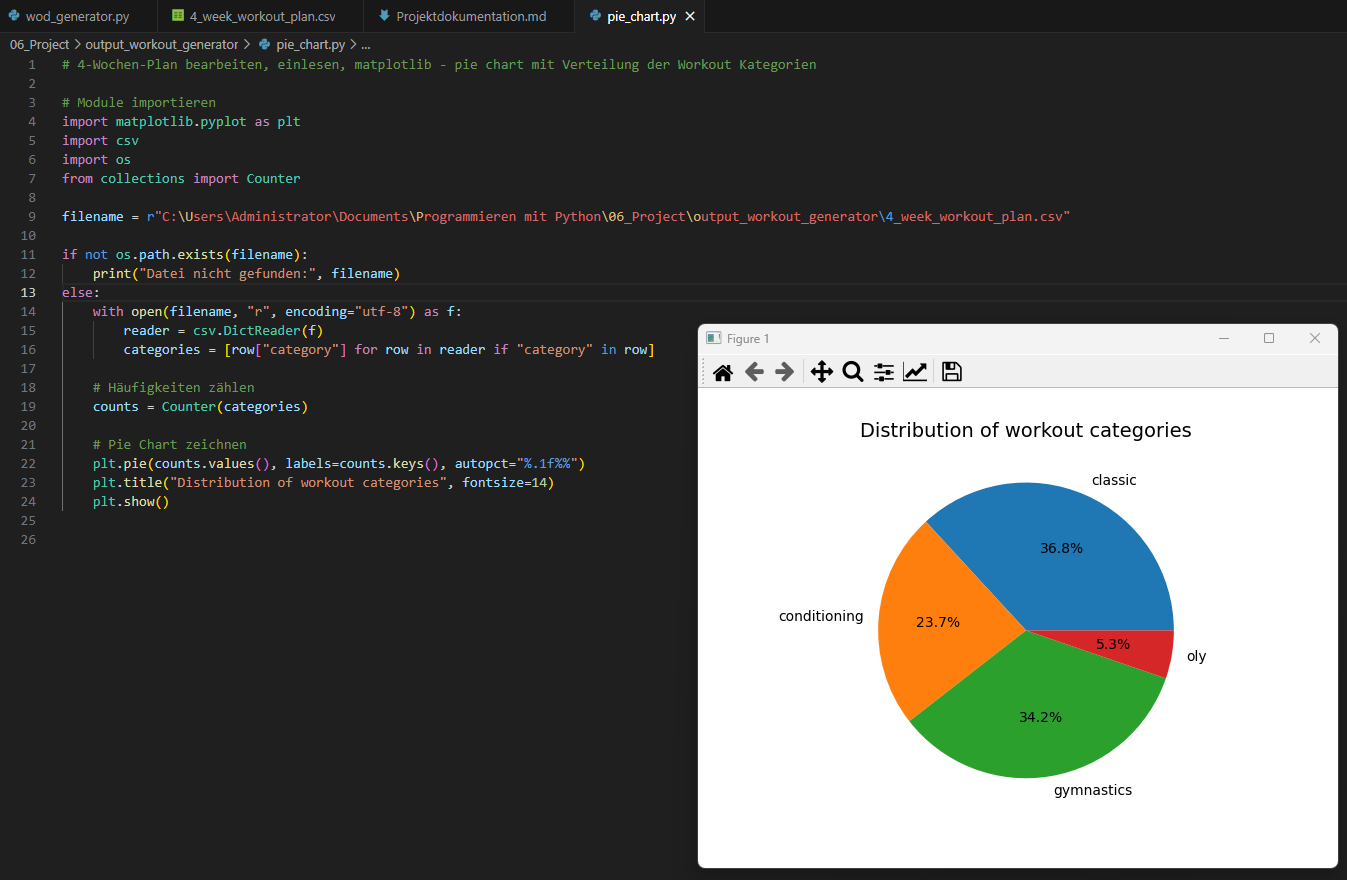 wod_generator.py 4_week_workout_plan.csv Projektdokumentation.md pie_chart.py
06_Project > output_workout_generator > pie_chart.py > ...
1 # 4-Wochen-Plan bearbeiten, einlesen, matplotlib - pie chart mit Verteilung der Workout Kategorien
2
3 # Module importieren
4 import matplotlib.pyplot as plt
5 import csv
6 import os
7 from collections import Counter
8
9 filename = r"C:\Users\Administrator\Documents\Programmieren mit Python\06_Project\output_workout_generator\4_week_workout_plan.csv"
10
11 if not os.path.exists(filename):
12     print("Datei nicht gefunden:", filename)
13 else:
14     with open(filename, "r", encoding="utf-8") as f:
15         reader = csv.DictReader(f)
16         categories = [row["category"] for row in reader if "category" in row]
17
18     # Häufigkeiten zählen
19     counts = Counter(categories)
20
21     # Pie Chart zeichnen
22     plt.pie(counts.values(), labels=counts.keys(), autopct="%.1f%%")
23     plt.title("Distribution of workout categories", fontsize=14)
24     plt.show()
25
26
Figure 1
Distribution of workout categories
classic
36.8%
conditioning
23.7%
5.3%
oly
34.2%
gymnastics